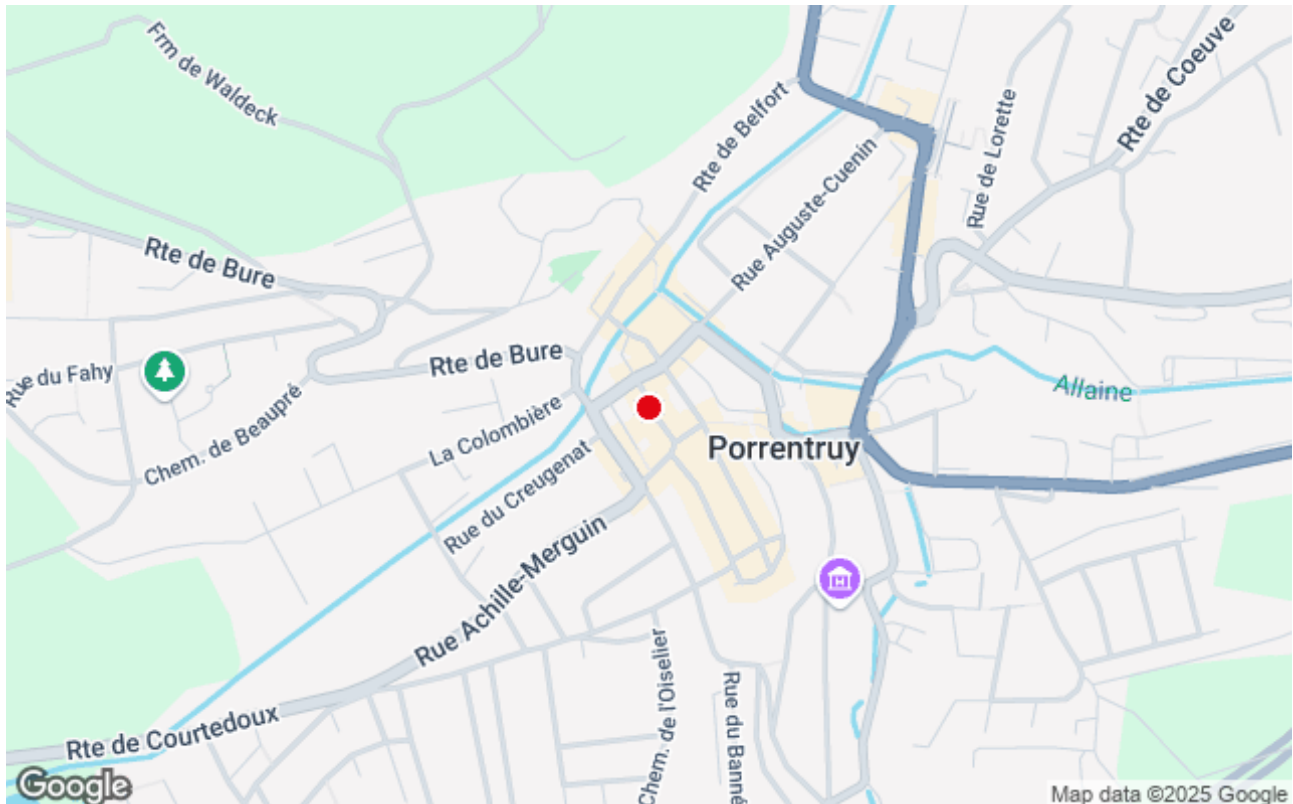 Frm de Waldeck
Rte de Belfort
Rte de Coeuve
Rue de Lorette
Rue Auguste-Cuenin
Rte de Bure
Rte de Bure
Rue du Fahy
Allaine
Chem. de Beaupré
La Colombière
Porrentruy
Rue du Creugenat
Rue Achille-Merguin
Chem. de l'Oiselier
Rue du Banné
Rte de Courtedoux
Google
Map data ©2025 Google